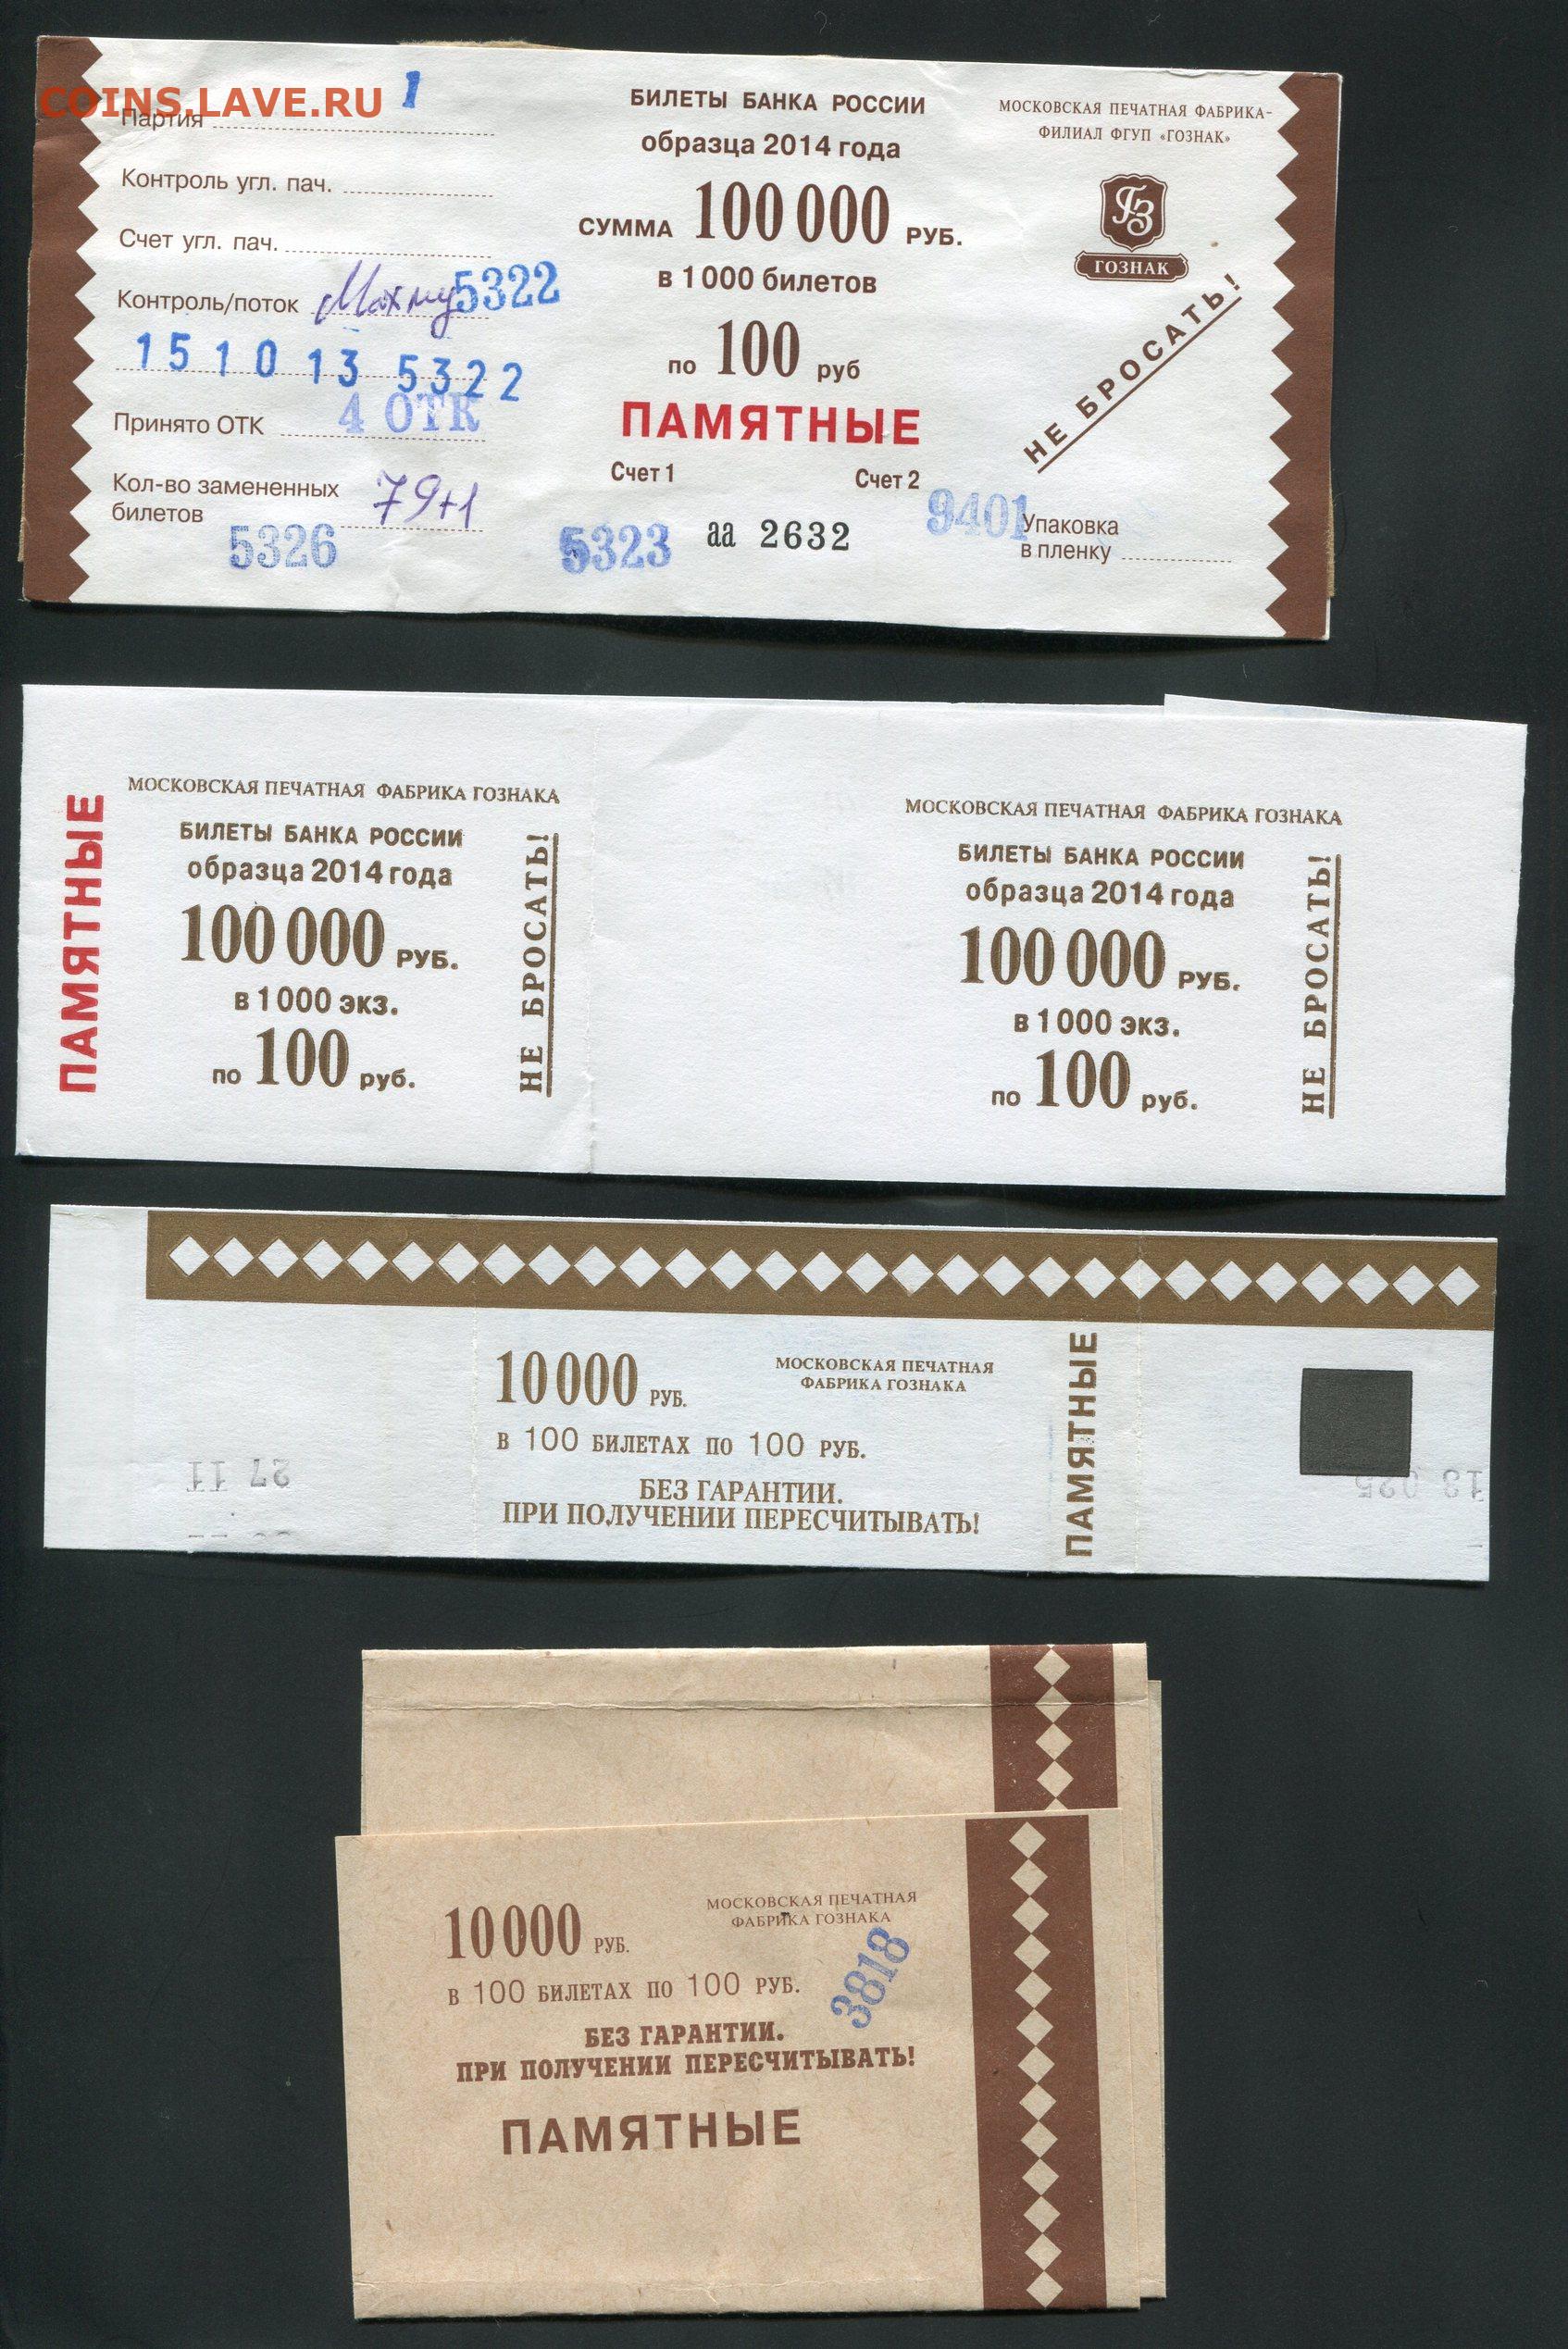 COINS.LAVE.RU
1
Партия
Контроль угл. пач.
Счет угл. пач.
Контроль/поток
5322
15 10 13 5322
Принято ОТК 4 ОТК
Кол-во замененных
билетов 79+1
5326
БИЛЕТЫ БАНКА РОССИИ
образца 2014 года
СУММА 100 000 РУБ.
в 1000 билетов
по 100 руб
ПАМЯТНЫЕ
Счет 1 Счет 2
5323 аа 2632 9401
МОСКОВСКАЯ ПЕЧАТНАЯ ФАБРИКА-
ФИЛИАЛ ФГУП «ГОЗНАК»
ГЗ
ГОЗНАК
НЕ БРОСАТЬ!
Упаковка
в пленку
ПАМЯТНЫЕ
МОСКОВСКАЯ ПЕЧАТНАЯ ФАБРИКА ГОЗНАКА
БИЛЕТЫ БАНКА РОССИИ
образца 2014 года
100 000 РУБ.
в 1000 экз.
по 100 руб.
НЕ БРОСАТЬ!
МОСКОВСКАЯ ПЕЧАТНАЯ ФАБРИКА ГОЗНАКА
БИЛЕТЫ БАНКА РОССИИ
образца 2014 года
100 000 РУБ.
в 1000 экз.
по 100 руб.
НЕ БРОСАТЬ!
10 000 РУБ.
МОСКОВСКАЯ ПЕЧАТНАЯ
ФАБРИКА ГОЗНАКА
В 100 БИЛЕТАХ ПО 100 РУБ.
БЕЗ ГАРАНТИИ.
ПРИ ПОЛУЧЕНИИ ПЕРЕСЧИТЫВАТЬ!
ПАМЯТНЫЕ
27 11
10 000 РУБ.
МОСКОВСКАЯ ПЕЧАТНАЯ
ФАБРИКА ГОЗНАКА
3818
В 100 БИЛЕТАХ ПО 100 РУБ.
БЕЗ ГАРАНТИИ.
ПРИ ПОЛУЧЕНИИ ПЕРЕСЧИТЫВАТЬ!
ПАМЯТНЫЕ